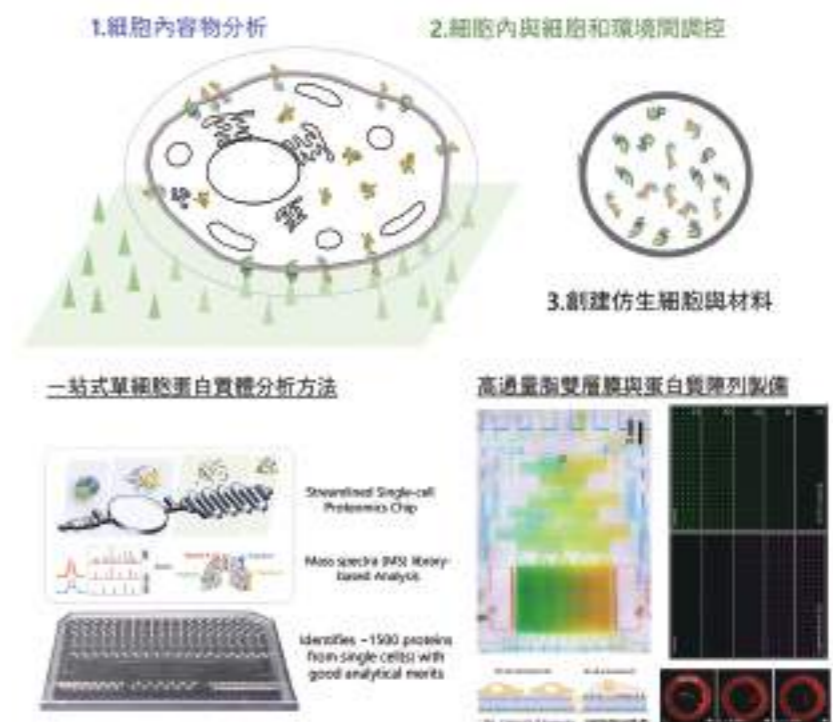 1.細胞內容物分析
2.細胞內與細胞和環境間調控
3.創建仿生細胞與材料
一站式單細胞蛋白質體分析方法
Streamlined Single-cell
Proteomics Chip
Mass spectra (MS) library-
based Analysis
Identifies ~1500 proteins
from single cell(s) with
good analytical merits
高通量脂雙層膜與蛋白質陣列製備